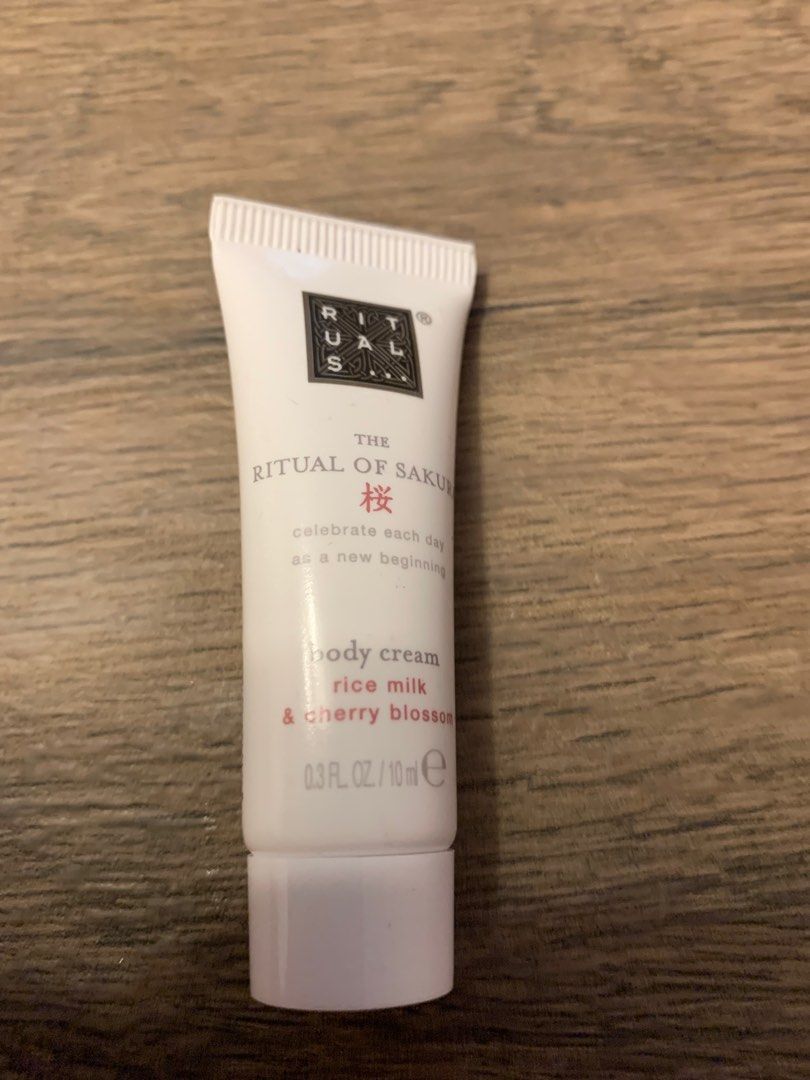 RIT
UAL
S...
®
THE
RITUAL OF SAKUR
桜
celebrate each day
as a new beginning
body cream
rice milk
& cherry blossom
0.3 FL. OZ. / 10 ml e